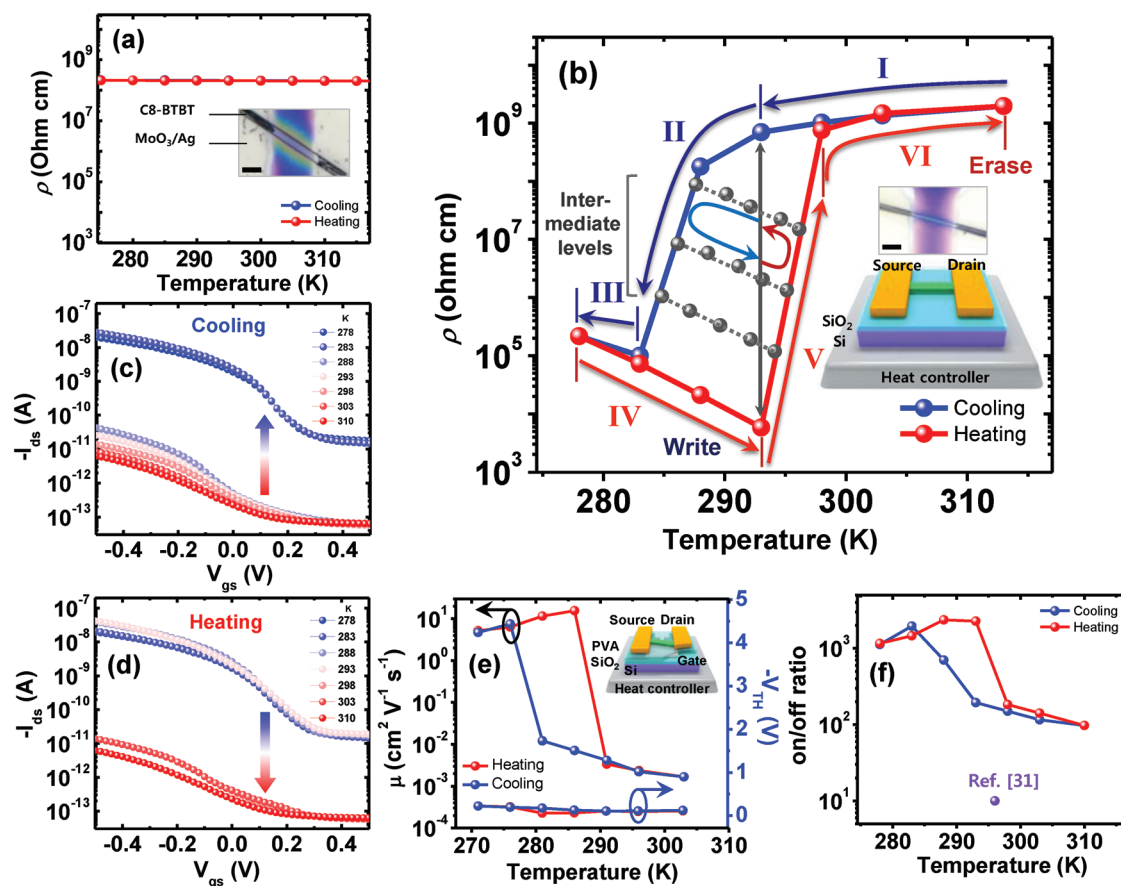 (a)
ρ (Ohm cm)
10⁹
10⁸
10⁷
10⁶
10⁵
10⁴
10³
C8-BTBT
MoO₃/Ag
Cooling
Heating
280 290 300 310
Temperature (K)
(b)
ρ (ohm cm)
10⁹
10⁷
10⁵
10³
I
II
III
IV
V
VI
Inter-
mediate
levels
Write
Erase
Source Drain
SiO₂
Si
Heat controller
Cooling
Heating
280 290 300 310
Temperature (K)
(c)
Cooling
-I_ds (A)
10⁻⁷
10⁻⁸
10⁻⁹
10⁻¹⁰
10⁻¹¹
10⁻¹²
10⁻¹³
K
278
283
288
293
298
303
310
-0.4 -0.2 0.0 0.2 0.4
V_gs (V)
(d)
Heating
-I_ds (A)
10⁻⁷
10⁻⁸
10⁻⁹
10⁻¹⁰
10⁻¹¹
10⁻¹²
10⁻¹³
K
278
283
288
293
298
303
310
-0.4 -0.2 0.0 0.2 0.4
V_gs (V)
(e)
μ (cm² V⁻¹ s⁻¹)
10¹
10⁰
10⁻¹
10⁻²
10⁻³
10⁻⁴
Source Drain
PVA
SiO₂
Si
Gate
Heat controller
Heating
Cooling
5
4
3
2
1
0
-V_TH (V)
270 280 290 300 310
Temperature (K)
(f)
on/off ratio
10³
10²
10¹
Cooling
Heating
Ref. [31]
280 290 300 310
Temperature (K)